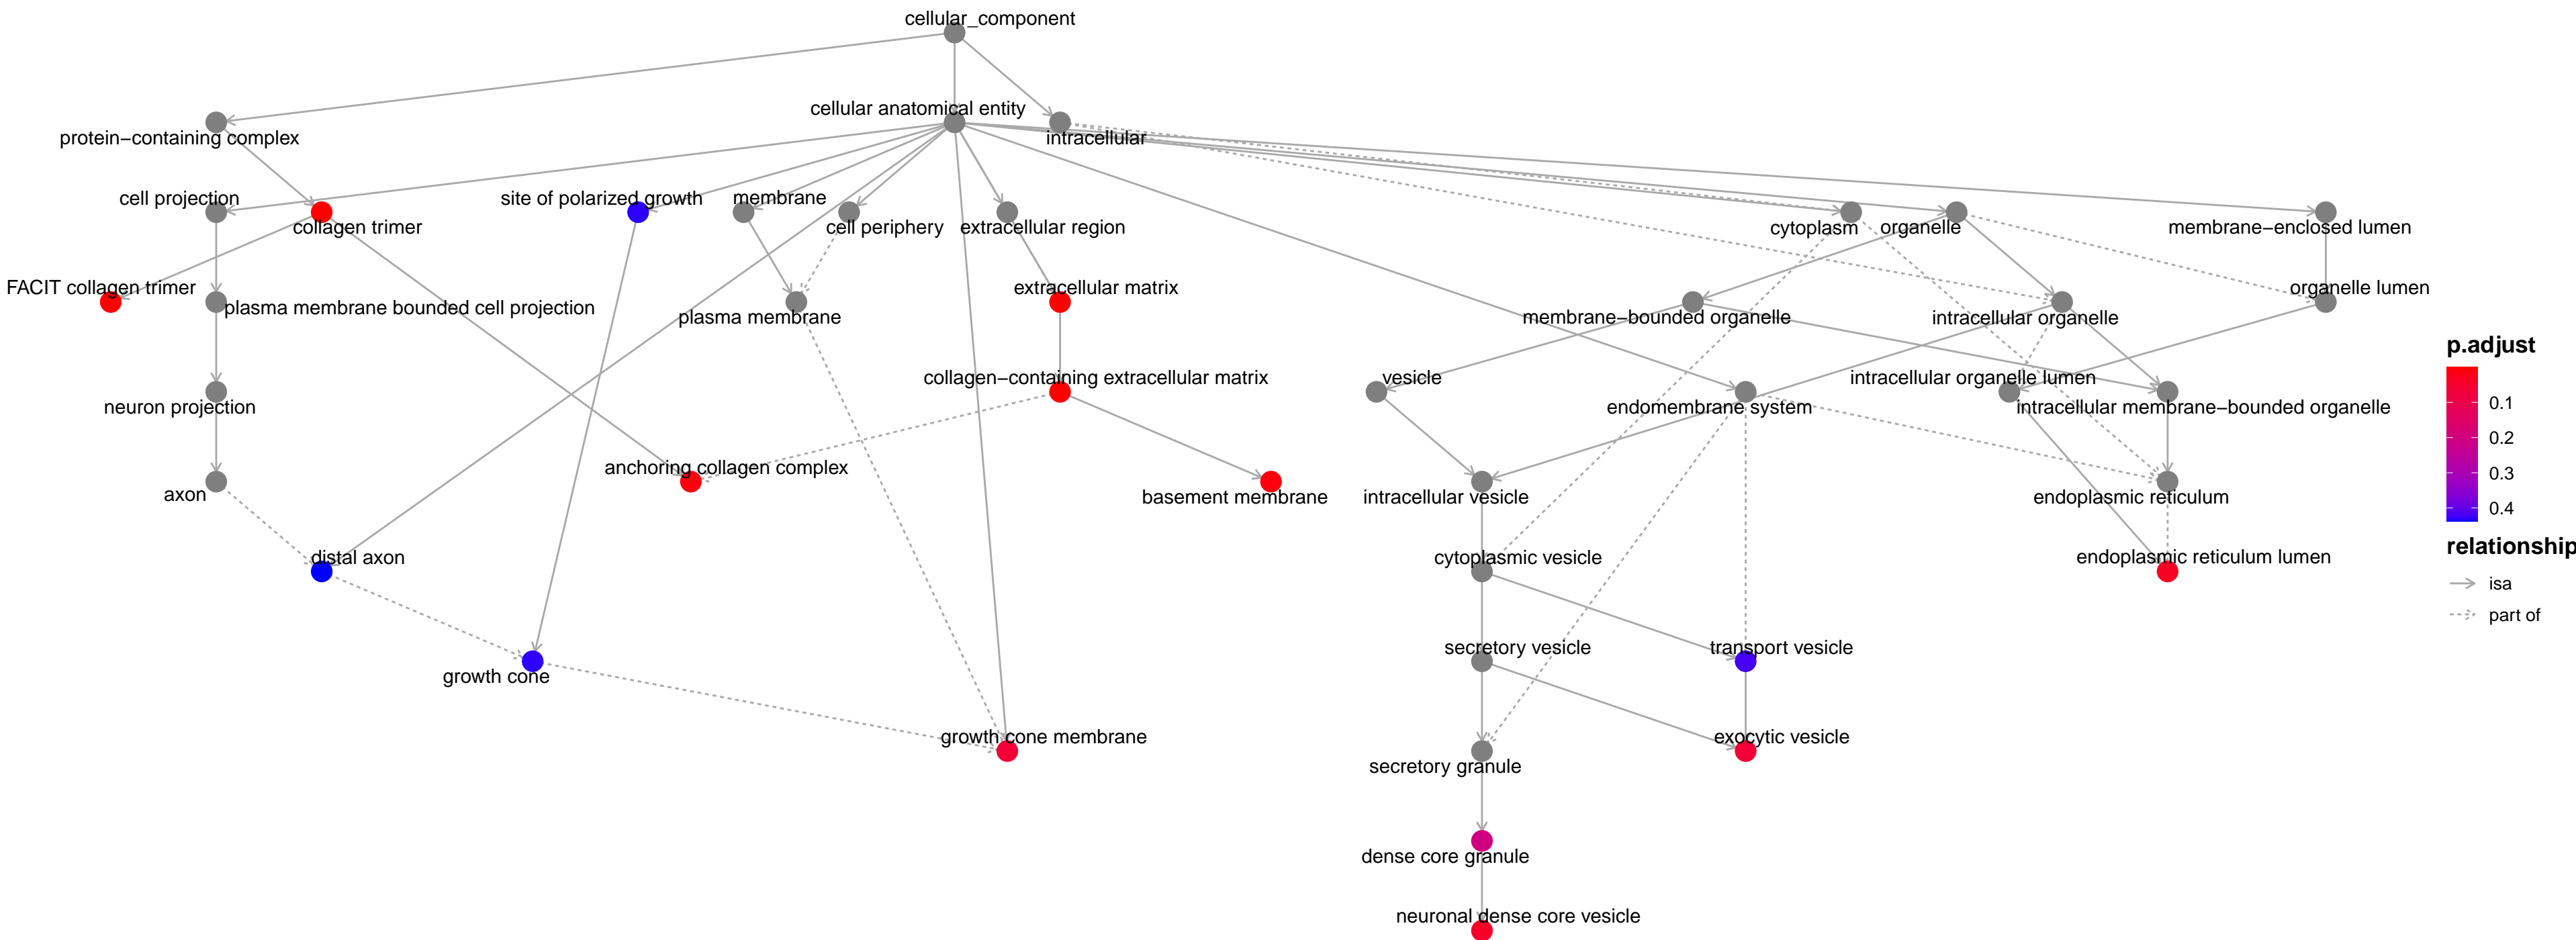 cellular_component
cellular anatomical entity
protein−containing complex
intracellular
cell projection
site of polarized growth
membrane
collagen trimer
cell periphery
extracellular region
cytoplasm
organelle
membrane−enclosed lumen
FACIT collagen trimer
plasma membrane bounded cell projection
plasma membrane
extracellular matrix
membrane−bounded organelle
intracellular organelle
organelle lumen
neuron projection
collagen−containing extracellular matrix
vesicle
endomembrane system
intracellular organelle lumen
intracellular membrane−bounded organelle
axon
anchoring collagen complex
basement membrane
intracellular vesicle
endoplasmic reticulum
distal axon
cytoplasmic vesicle
endoplasmic reticulum lumen
growth cone
secretory vesicle
transport vesicle
growth cone membrane
secretory granule
exocytic vesicle
dense core granule
neuronal dense core vesicle
p.adjust
0.1
0.2
0.3
0.4
relationship
isa
part of